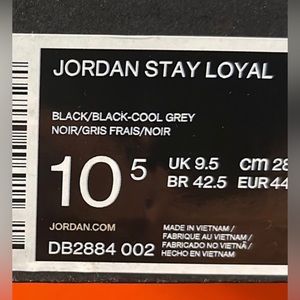 JORDAN STAY LOYAL
BLACK/BLACK-COOL GREY
NOIR/GRIS FRAIS/NOIR
10 5 UK 9.5 cm 28
BR 42.5 EUR 44
JORDAN.COM
DB2884 002
MADE IN VIETNAM /
FABRIQUE AU VIETNAM /
FABRICADO NO VIETNÃ /
HECHO EN VIETNAM